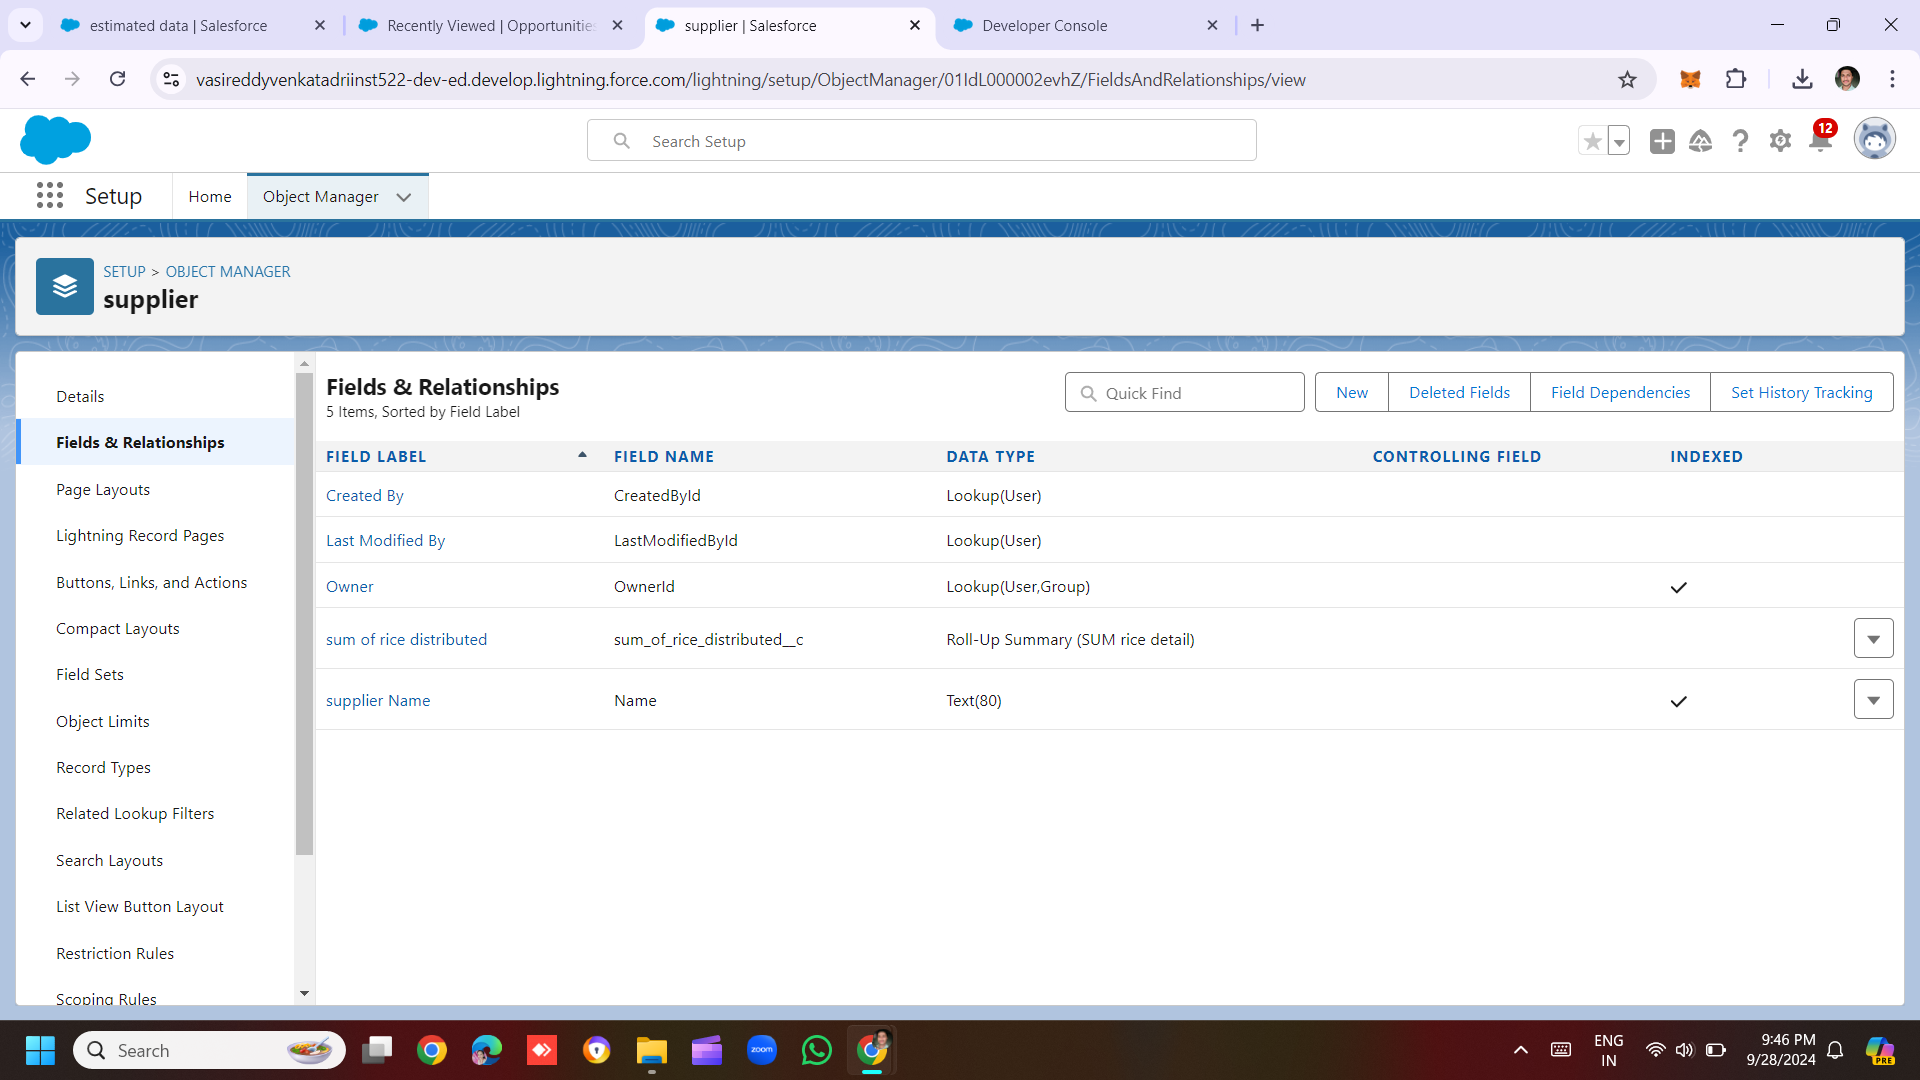 estimated data | Salesforce
Recently Viewed | Opportunities
supplier | Salesforce
Developer Console
vasireddyvenkatadriinst522-dev-ed.develop.lightning.force.com/lightning/setup/ObjectManager/01IdL000002evhZ/FieldsAndRelationships/view
Search Setup
12
Setup
Home
Object Manager
SETUP > OBJECT MANAGER
supplier
Details
Fields & Relationships
Page Layouts
Lightning Record Pages
Buttons, Links, and Actions
Compact Layouts
Field Sets
Object Limits
Record Types
Related Lookup Filters
Search Layouts
List View Button Layout
Restriction Rules
Scoping Rules
Fields & Relationships
5 Items, Sorted by Field Label
Quick Find
New
Deleted Fields
Field Dependencies
Set History Tracking
FIELD LABEL FIELD NAME DATA TYPE CONTROLLING FIELD INDEXED
Created By CreatedById Lookup(User)
Last Modified By LastModifiedById Lookup(User)
Owner OwnerId Lookup(User,Group)
sum of rice distributed sum_of_rice_distributed__c Roll-Up Summary (SUM rice detail)
supplier Name Name Text(80)
Search
zoom
ENG
IN
9:46 PM
9/28/2024
PRE